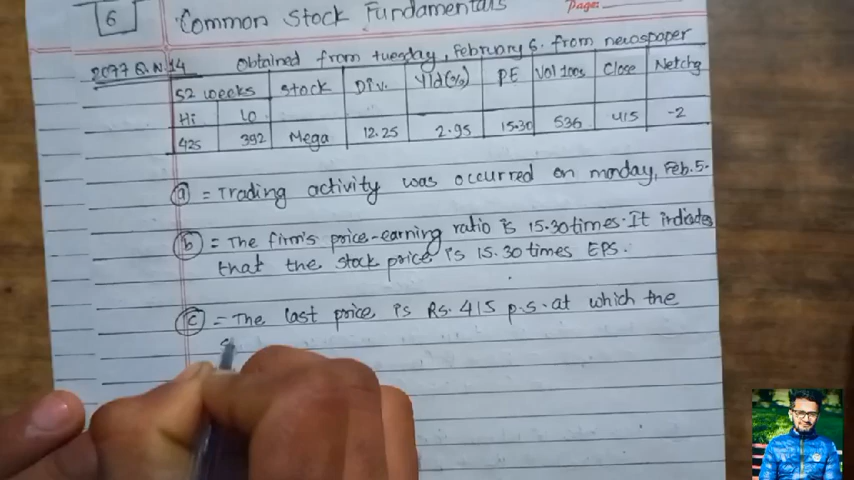 Page:
6
Common Stock Fundamentals
2077 Q.N.14
Obtained from tuesday, February 6. from newspaper
52 weeks Stock Div. Yld(%) PE Vol 100s Close Netchg
Hi Lo
425 392 Mega 12.25 2.95 15.30 536 415 -2
(a) = Trading activity was occurred on monday, Feb.5.
(b) = The firm's price-earning ratio is 15.30 times. It indicates
that the stock price is 15.30 times EPS.
(c) = The last price is Rs. 415 p.s. at which the